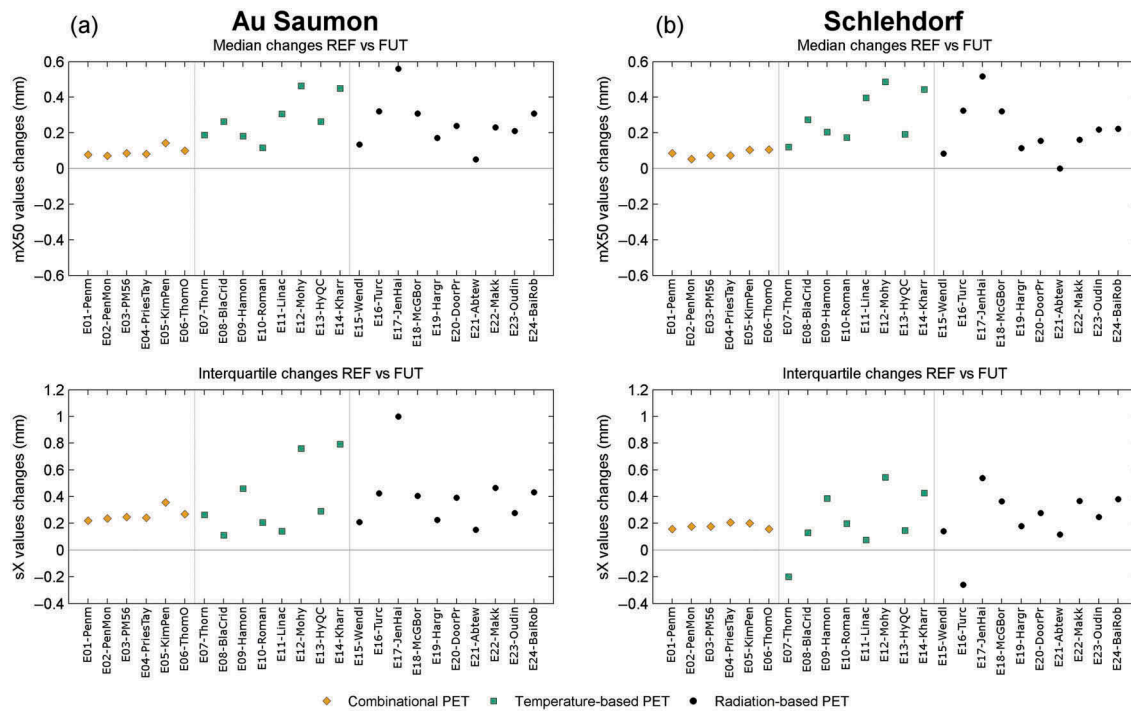 (a) Au Saumon
Median changes REF vs FUT
mX50 values changes (mm)
0.6
0.4
0.2
0
–0.2
–0.4
–0.6
E01-Penm
E02-PenMon
E03-PM56
E04-PriesTay
E05-KimPen
E06-ThomO
E07-Thorn
E08-BlaCrid
E09-Hamon
E10-Roman
E11-Linac
E12-Mohy
E13-HyQC
E14-Kharr
E15-Wendl
E16-Turc
E17-JenHai
E18-McGBor
E19-Hargr
E20-DoorPr
E21-Abtew
E22-Makk
E23-Oudin
E24-BaiRob
Interquartile changes REF vs FUT
sX values changes (mm)
1.2
1
0.8
0.6
0.4
0.2
0
–0.2
–0.4
E01-Penm
E02-PenMon
E03-PM56
E04-PriesTay
E05-KimPen
E06-ThomO
E07-Thorn
E08-BlaCrid
E09-Hamon
E10-Roman
E11-Linac
E12-Mohy
E13-HyQC
E14-Kharr
E15-Wendl
E16-Turc
E17-JenHai
E18-McGBor
E19-Hargr
E20-DoorPr
E21-Abtew
E22-Makk
E23-Oudin
E24-BaiRob
(b) Schlehdorf
Median changes REF vs FUT
mX50 values changes (mm)
0.6
0.4
0.2
0
–0.2
–0.4
–0.6
E01-Penm
E02-PenMon
E03-PM56
E04-PriesTay
E05-KimPen
E06-ThomO
E07-Thorn
E08-BlaCrid
E09-Hamon
E10-Roman
E11-Linac
E12-Mohy
E13-HyQC
E14-Kharr
E15-Wendl
E16-Turc
E17-JenHai
E18-McGBor
E19-Hargr
E20-DoorPr
E21-Abtew
E22-Makk
E23-Oudin
E24-BaiRob
Interquartile changes REF vs FUT
sX values changes (mm)
1.2
1
0.8
0.6
0.4
0.2
0
–0.2
–0.4
E01-Penm
E02-PenMon
E03-PM56
E04-PriesTay
E05-KimPen
E06-ThomO
E07-Thorn
E08-BlaCrid
E09-Hamon
E10-Roman
E11-Linac
E12-Mohy
E13-HyQC
E14-Kharr
E15-Wendl
E16-Turc
E17-JenHai
E18-McGBor
E19-Hargr
E20-DoorPr
E21-Abtew
E22-Makk
E23-Oudin
E24-BaiRob
Combinational PET Temperature-based PET Radiation-based PET